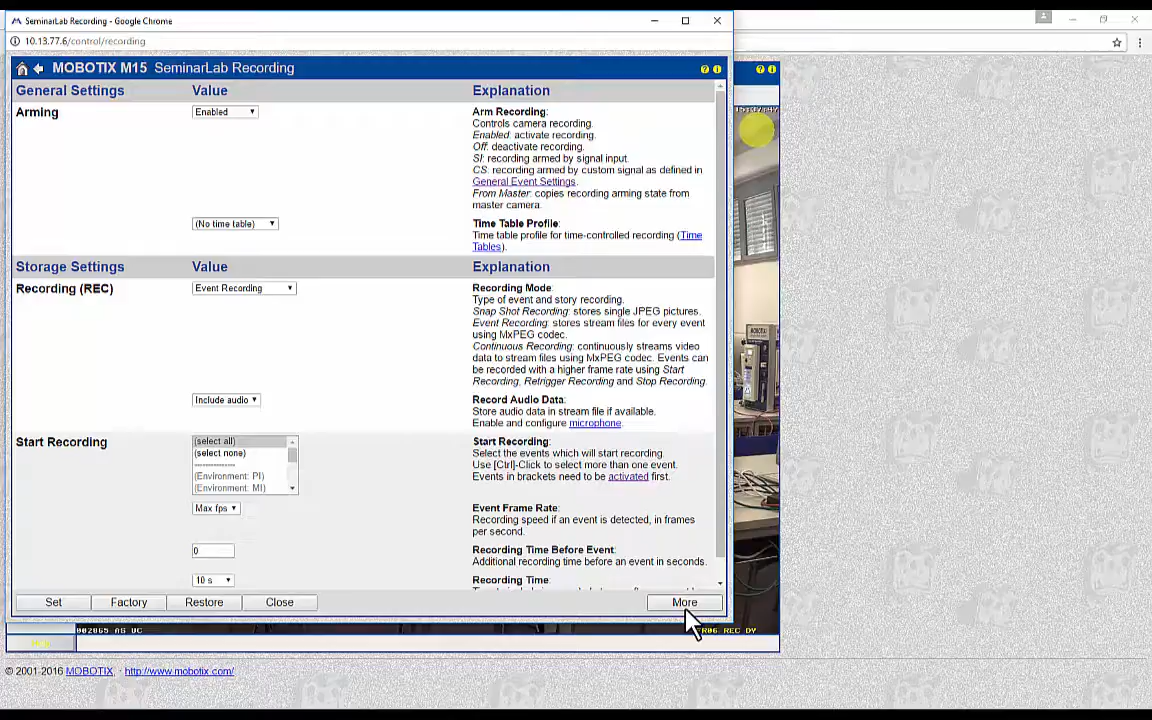 SeminarLab Recording - Google Chrome
10.13.77.6/control/recording
MOBOTIX M15 SeminarLab Recording
General Settings Value Explanation
Arming Enabled Arm Recording:
Controls camera recording.
Enabled: activate recording.
Off: deactivate recording.
SI: recording armed by signal input.
CS: recording armed by custom signal as defined in
General Event Settings.
From Master: copies recording arming state from
master camera.
(No time table) Time Table Profile:
Time table profile for time-controlled recording (Time
Tables).
Storage Settings Value Explanation
Recording (REC) Event Recording Recording Mode:
Type of event and story recording.
Snap Shot Recording: stores single JPEG pictures.
Event Recording: stores stream files for every event
using MxPEG codec.
Continuous Recording: continuously streams video
data to stream files using MxPEG codec. Events can
be recorded with a higher frame rate using Start
Recording, Retrigger Recording and Stop Recording.
Include audio Record Audio Data:
Store audio data in stream file if available.
Enable and configure microphone.
Start Recording (select all) Start Recording:
(select none) Select the events which will start recording.
-------------- Use [Ctrl]-Click to select more than one event.
(Environment: PI) Events in brackets need to be activated first.
(Environment: MI)
Max fps Event Frame Rate:
Recording speed if an event is detected, in frames
per second.
0 Recording Time Before Event:
Additional recording time before an event in seconds.
10 s Recording Time:
Set Factory Restore Close More
MOBOTIX
© 2001-2016 MOBOTIX, · http://www.mobotix.com/